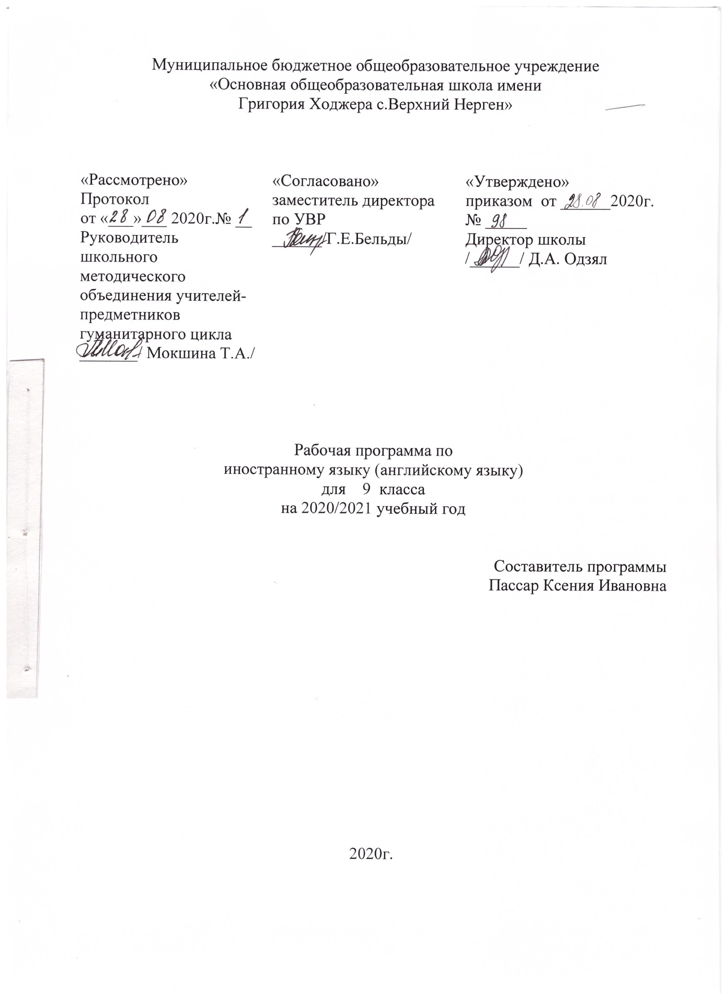 Муниципальное бюджетное общеобразовательное учреждение
«Основная общеобразовательная школа имени
Григория Ходжера с.Верхний Нерген»
«Рассмотрено»
Протокол
от «28» 08 2020г.№ 1
Руководитель
школьного
методического
объединения учителей-
предметников
гуманитарного цикла
/ Мокшина Т.А./
«Согласовано»
заместитель директора
по УВР
/Г.Е.Бельды/
«Утверждено»
приказом от 28.08 2020г.
№ 98
Директор школы
/ / Д.А. Одзял
Рабочая программа по
иностранному языку (английскому языку)
для 9 класса
на 2020/2021 учебный год
Составитель программы
Пассар Ксения Ивановна
2020г.